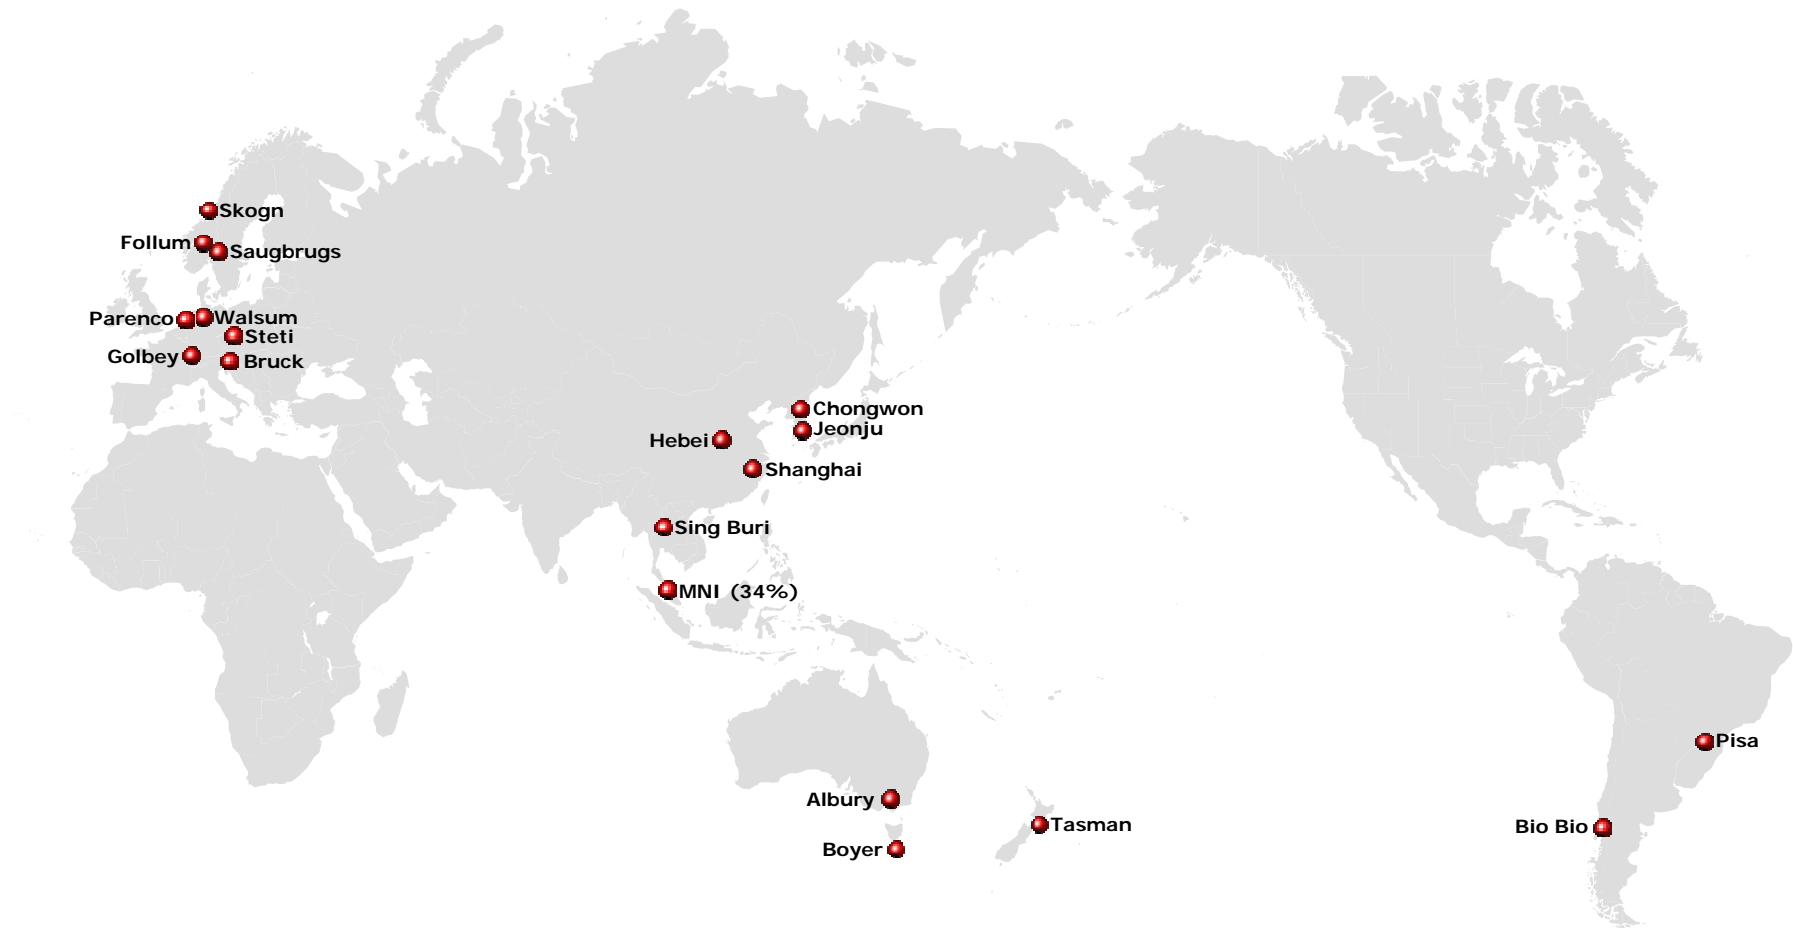 Skogn
Follum
Saugbrugs
Parenco
Walsum
Steti
Golbey
Bruck
Chongwon
Jeonju
Hebei
Shanghai
Sing Buri
MNI (34%)
Pisa
Albury
Tasman
Bio Bio
Boyer